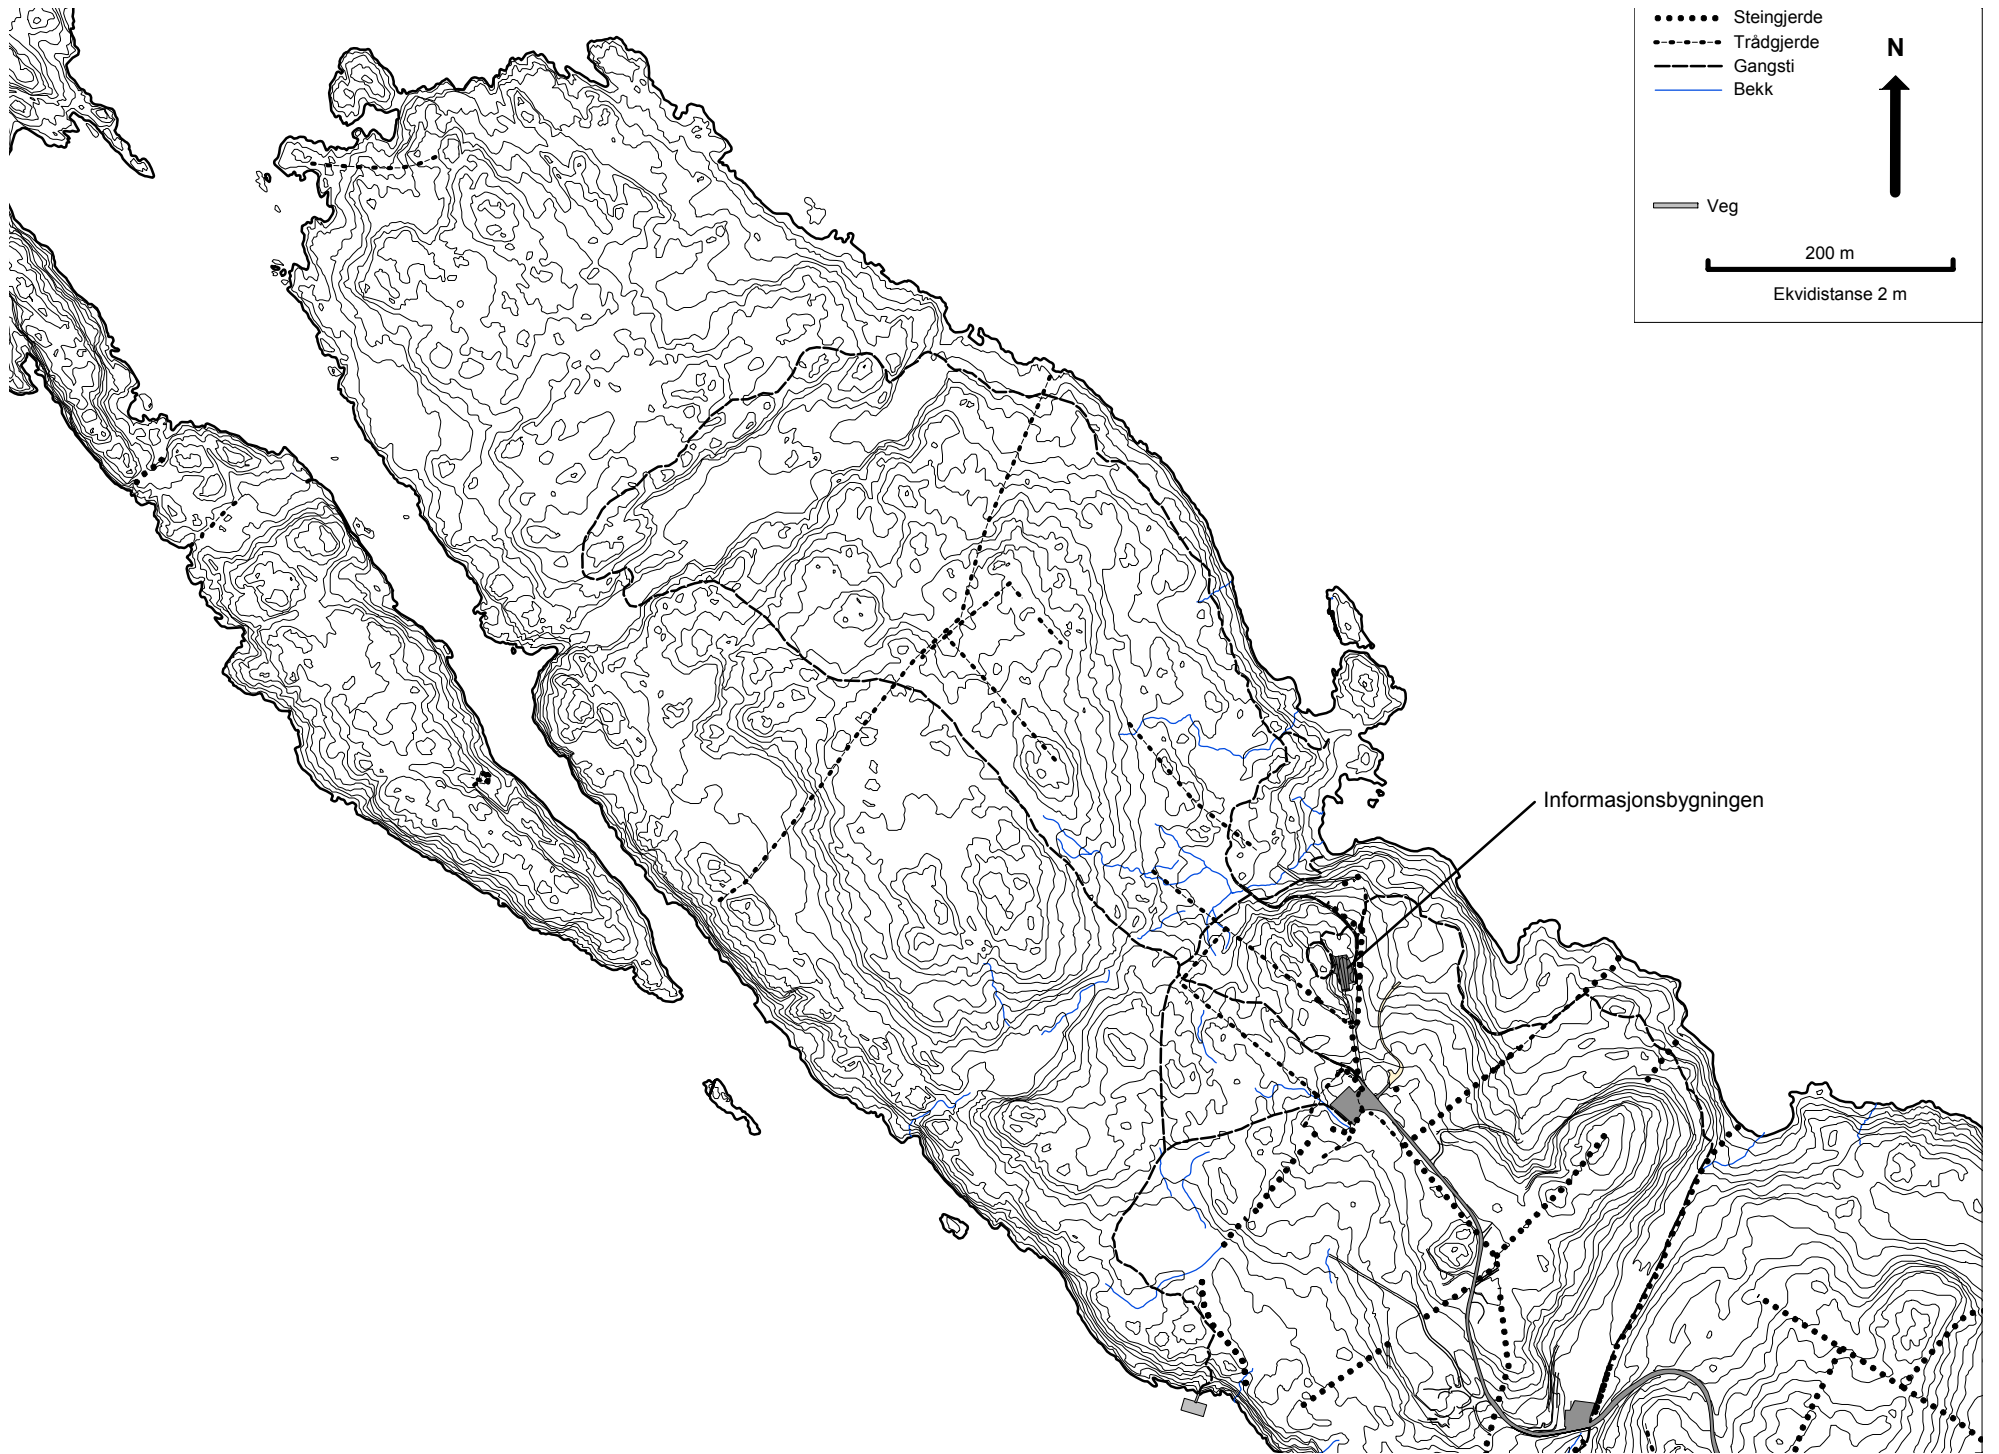 Steingjerde
Trådgjerde
Gangsti
Bekk
N
Veg
200 m
Ekvidistanse 2 m
Informasjonsbygningen